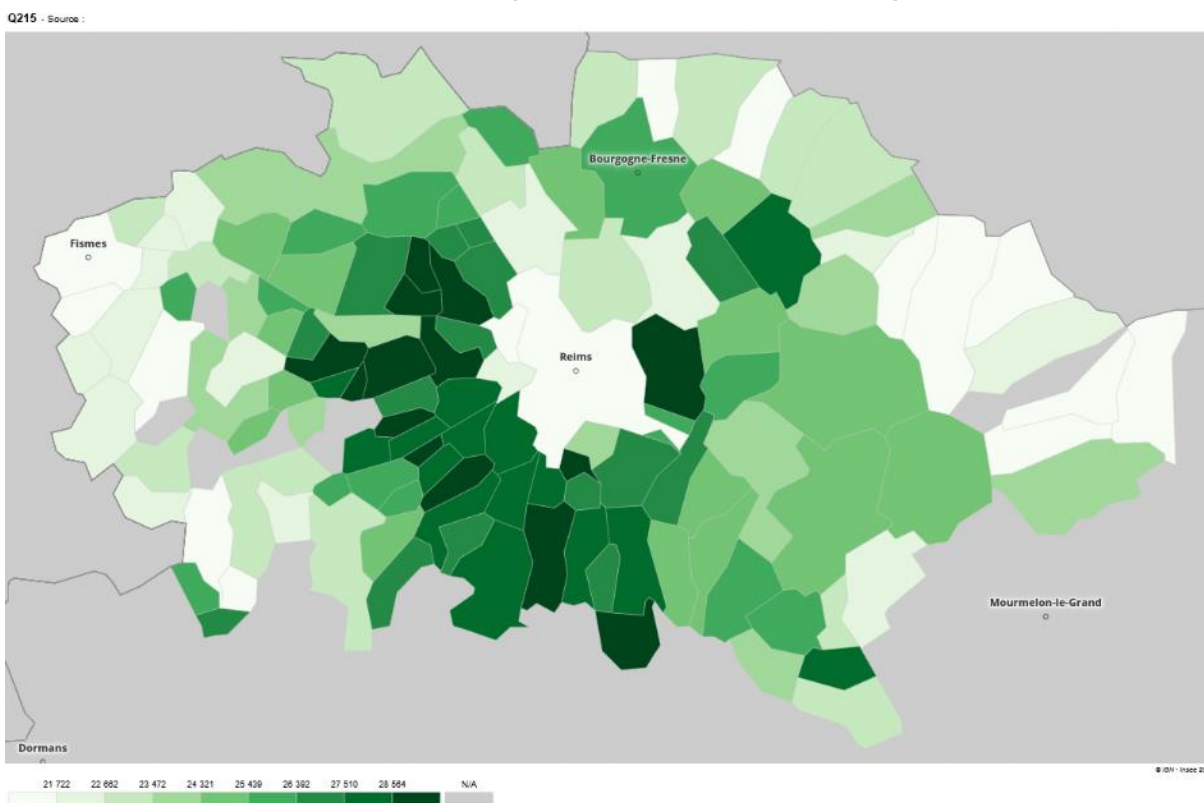 Q215 - Source :
Bourgogne-Fresne
Fismes
Reims
Mourmelon-le-Grand
Dormans
21 722 22 662 23 472 24 321 25 439 26 392 27 510 28 564 N/A
© IGN - Insee